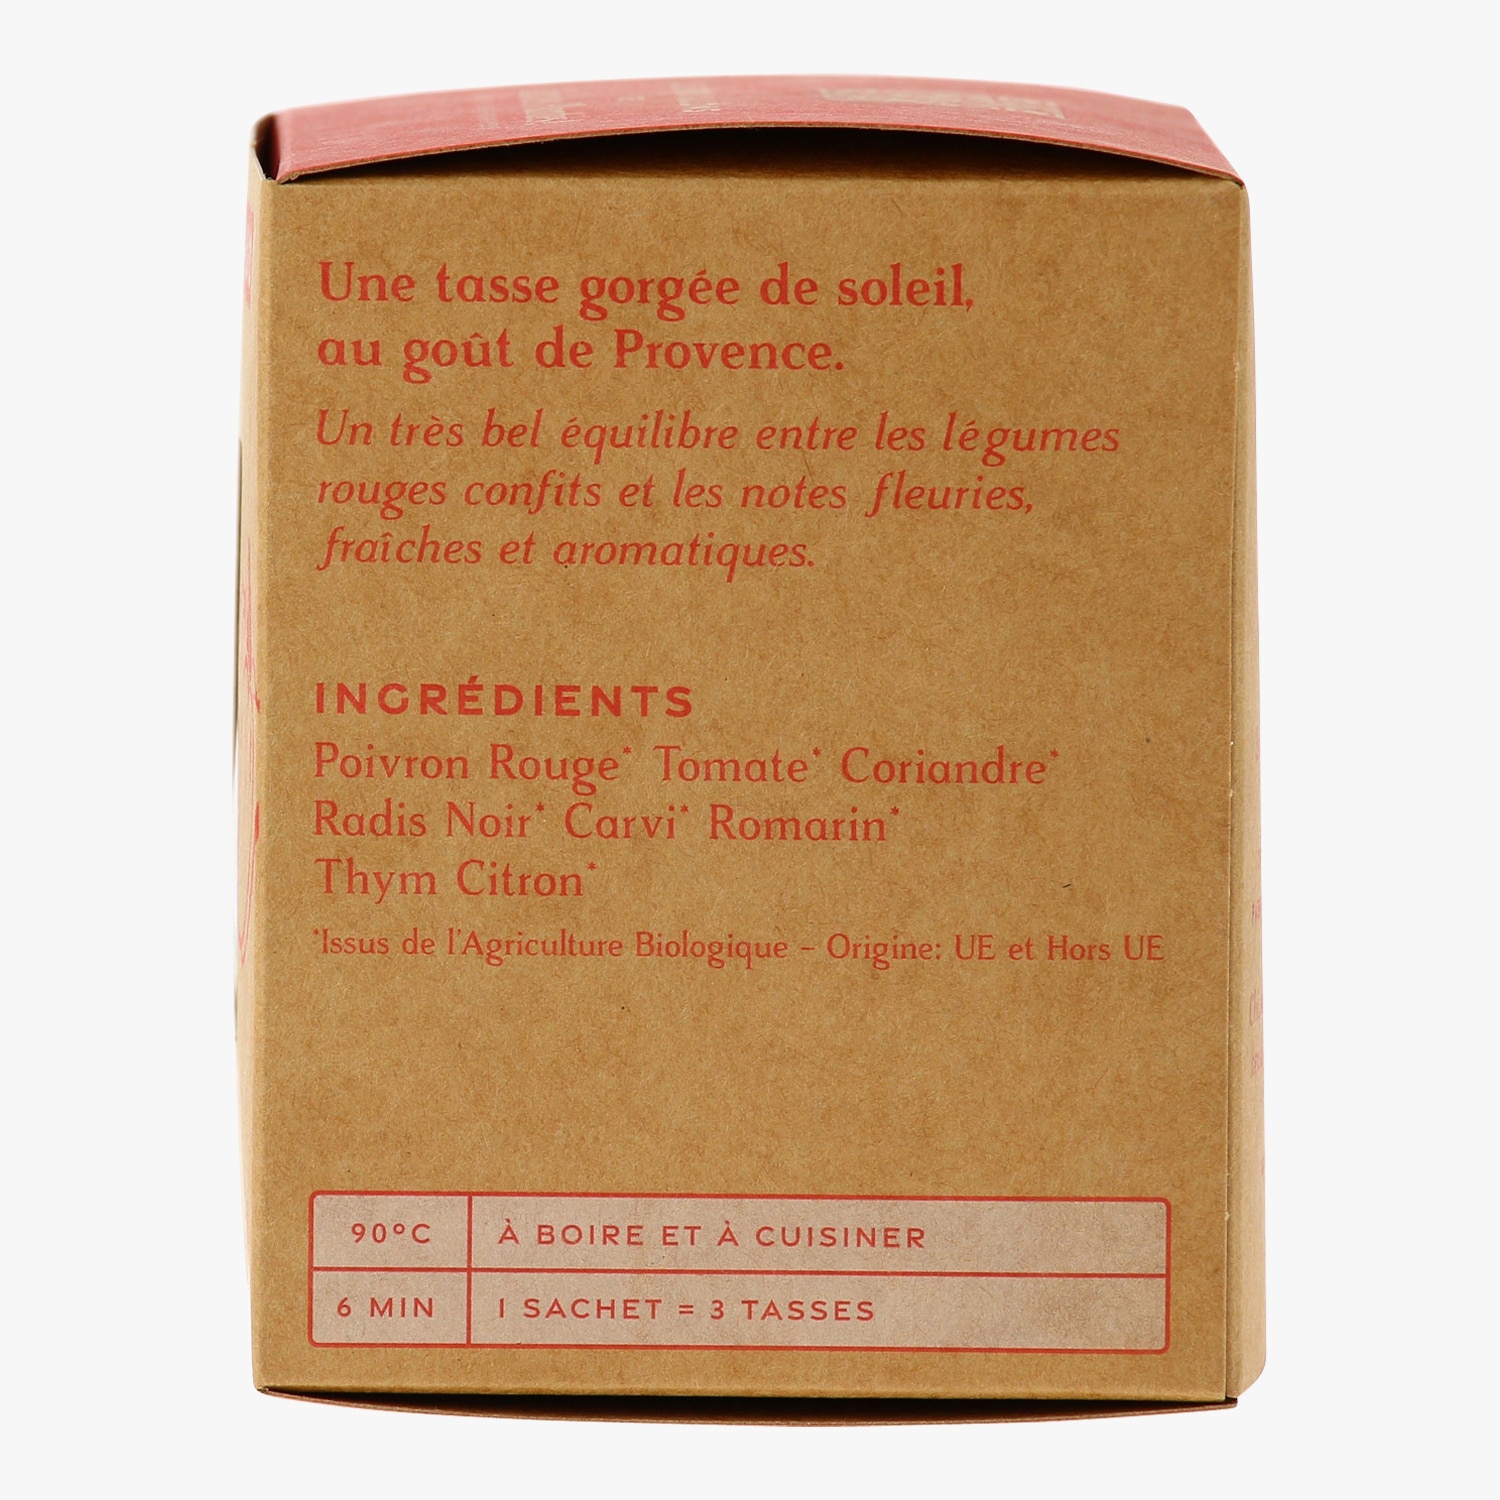 Une tasse gorgée de soleil,
au goût de Provence.
Un très bel équilibre entre les légumes
rouges confits et les notes fleuries,
fraîches et aromatiques.
INGRÉDIENTS
Poivron Rouge* Tomate* Coriandre*
Radis Noir* Carvi* Romarin*
Thym Citron*
*Issus de l'Agriculture Biologique – Origine: UE et Hors UE
90°C À BOIRE ET À CUISINER
6 MIN 1 SACHET = 3 TASSES